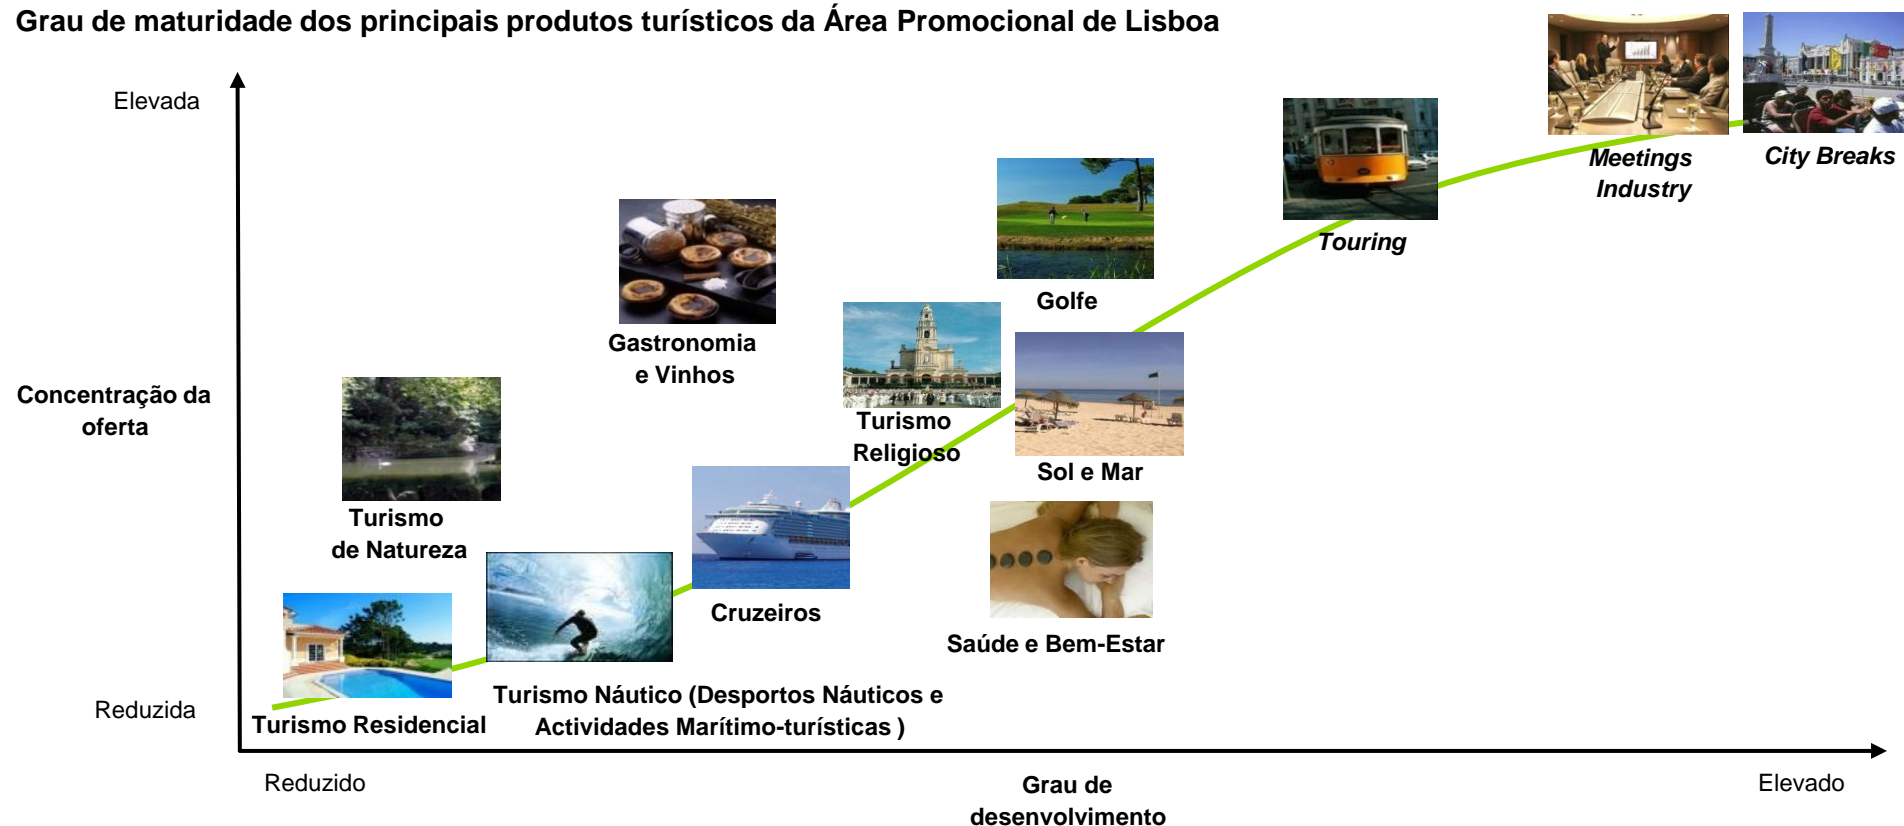 Grau de maturidade dos principais produtos turísticos da Área Promocional de Lisboa
Elevada
Meetings
Industry
City Breaks
Touring
Golfe
Gastronomia
e Vinhos
Concentração da
oferta
Turismo
Religioso
Sol e Mar
Turismo
de Natureza
Cruzeiros
Saúde e Bem-Estar
Turismo Náutico (Desportos Náuticos e
Actividades Marítimo-turísticas )
Reduzida
Turismo Residencial
Reduzido
Grau de
desenvolvimento
Elevado